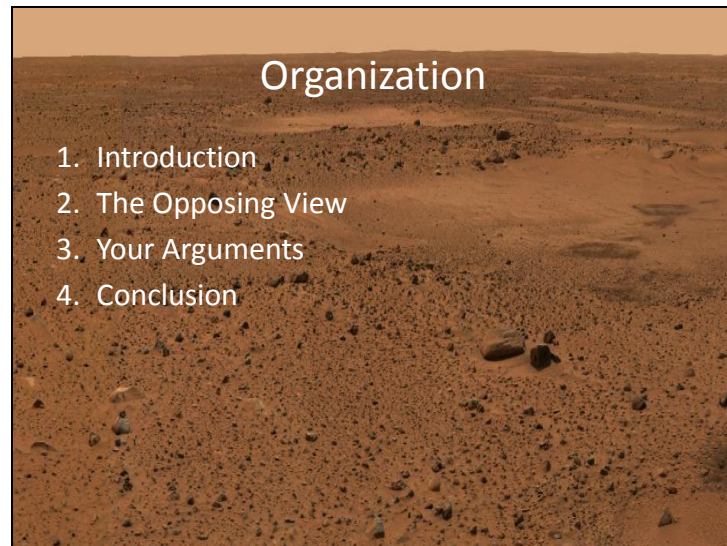 Organization
1. Introduction
2. The Opposing View
3. Your Arguments
4. Conclusion